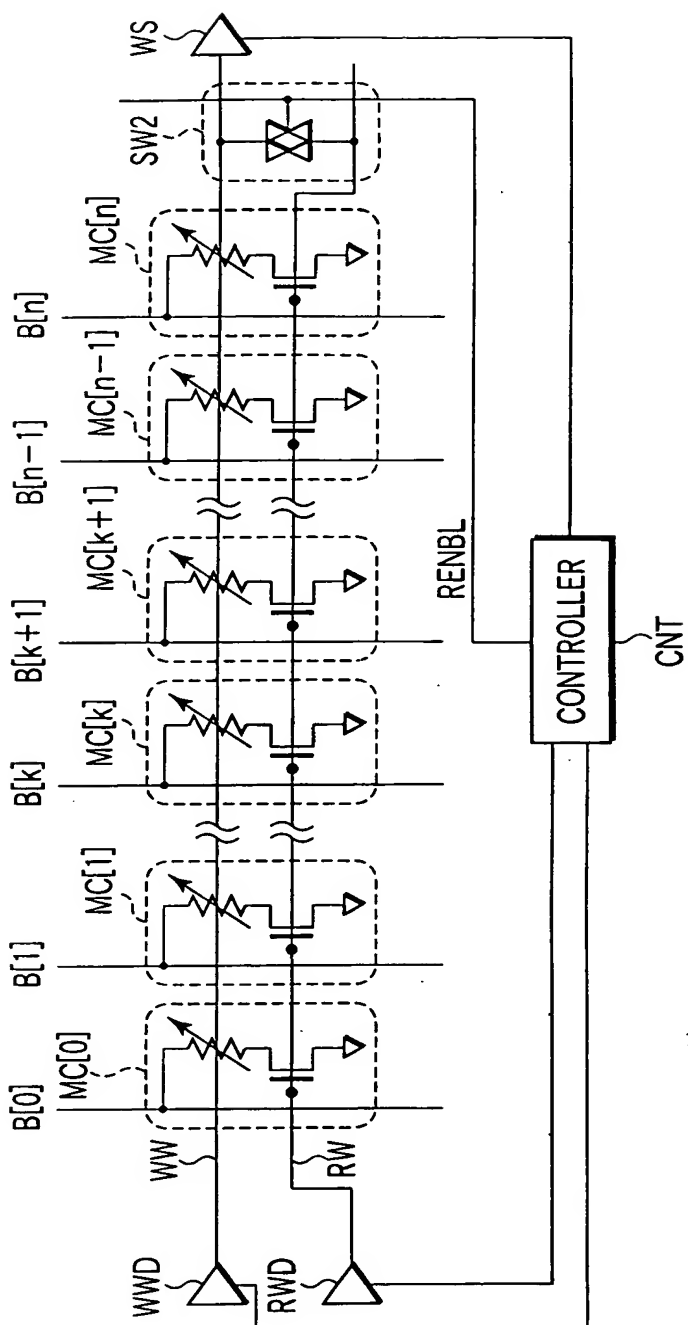 B[0]
B[1]
B[k]
B[k+1]
B[n-1]
B[n]
MC[0]
MC[1]
MC[k]
MC[k+1]
MC[n-1]
MC[n]
SW2
WS
WWD
WW
RWD
RW
RENBL
CONTROLLER
CNT